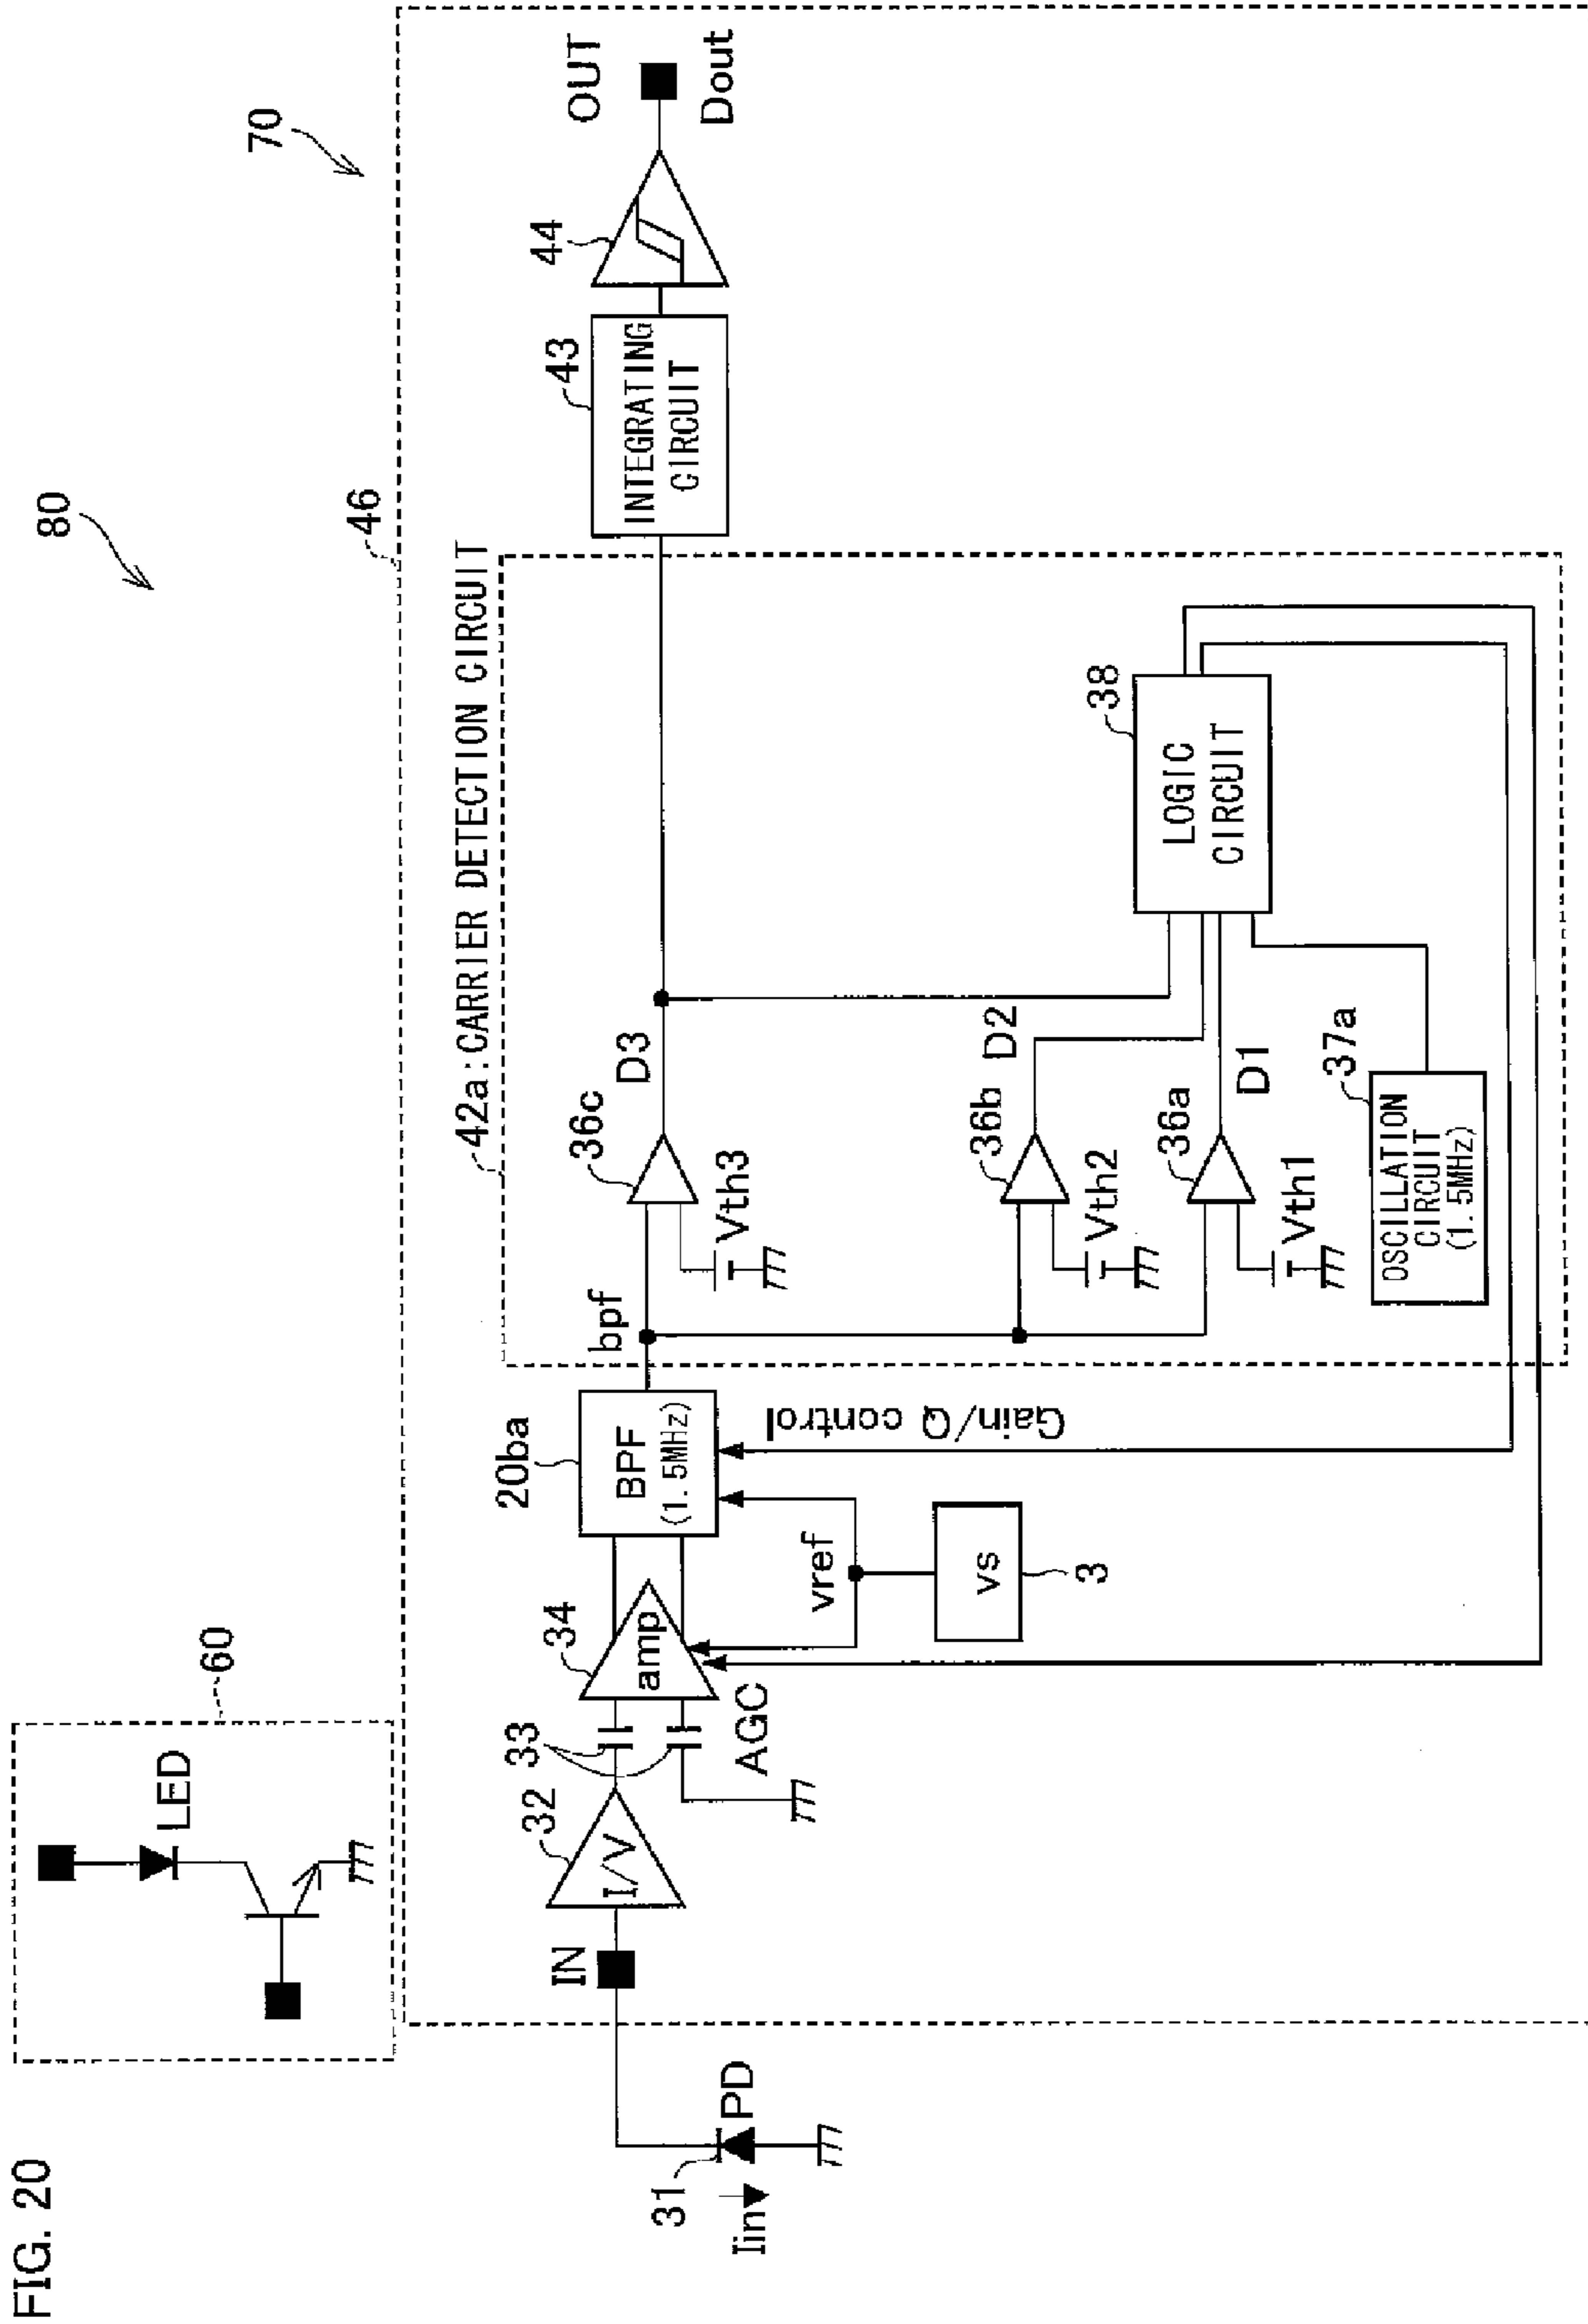 FIG. 20
80
70
60
LED
46
42a:CARRIER DETECTION CIRCUIT
31
PD
Iin
IN
32
I/V
33
AGC
34
amp
vref
vs
3
20ba
BPF
(1.5MHz)
Gain/Q control
bpf
36c
Vth3
D3
36b
Vth2
D2
36a
Vth1
D1
37a
OSCILLATION
CIRCUIT
(1.5MHz)
38
LOGIC
CIRCUIT
43
INTEGRATING
CIRCUIT
44
OUT
Dout